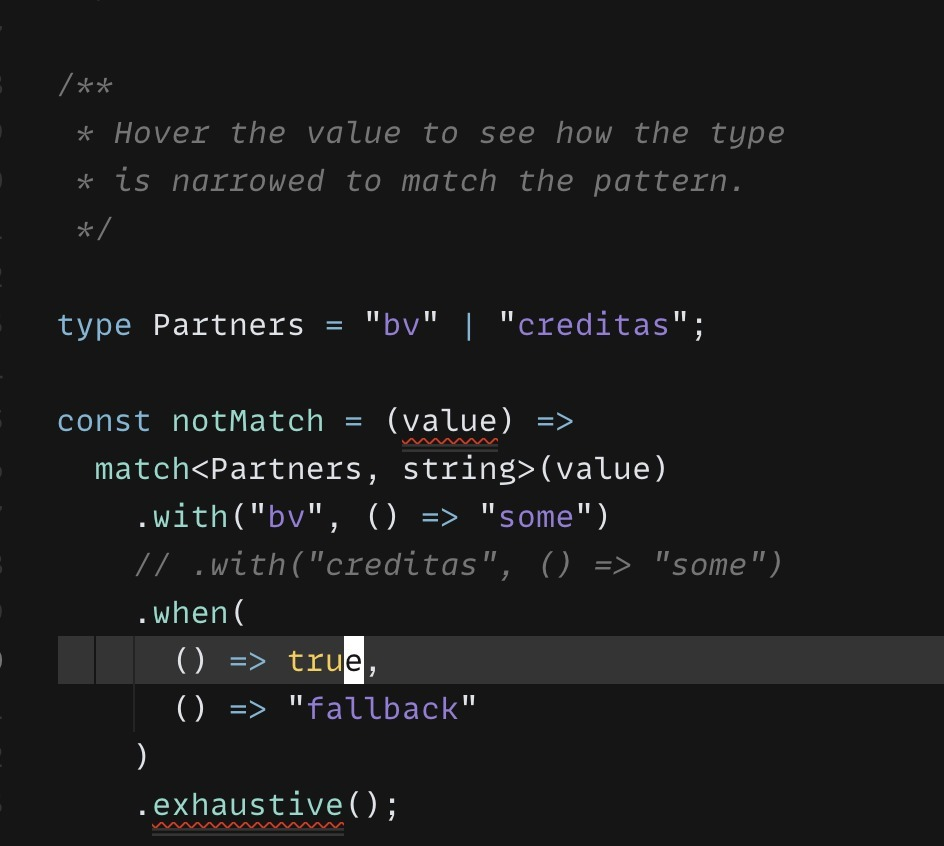 /**
 * Hover the value to see how the type
 * is narrowed to match the pattern.
 */
type Partners = "bv" | "creditas";
const notMatch = (value) =>
  match<Partners, string>(value)
    .with("bv", () => "some")
    // .with("creditas", () => "some")
    .when(
      () => true,
      () => "fallback"
    )
    .exhaustive();